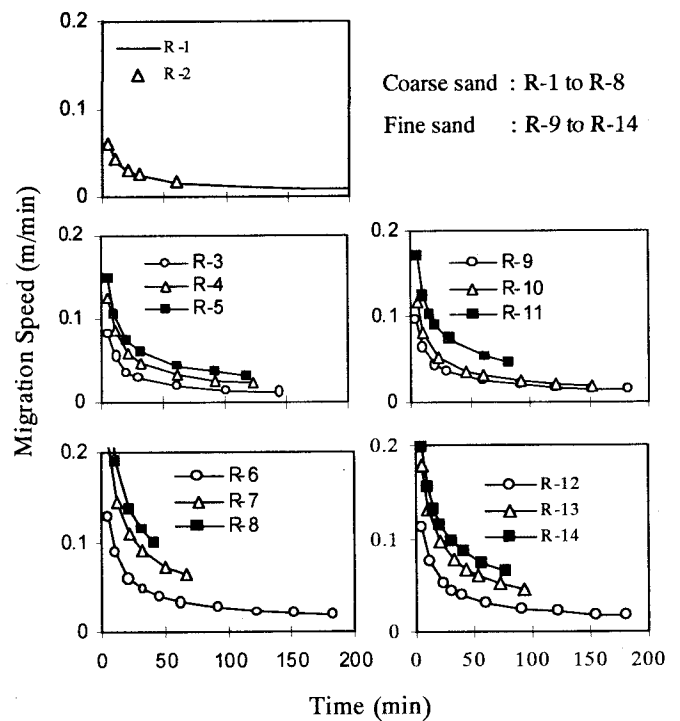 0.2
R-1
R-2
0.1
0
Coarse sand : R-1 to R-8
Fine sand : R-9 to R-14
Migration Speed (m/min)
0.2
R-3
R-4
R-5
0.1
0
0.2
R-9
R-10
R-11
0.1
0
0.2
R-6
R-7
R-8
0.1
0
0 50 100 150 200
0.2
R-12
R-13
R-14
0.1
0
0 50 100 150 200
Time (min)